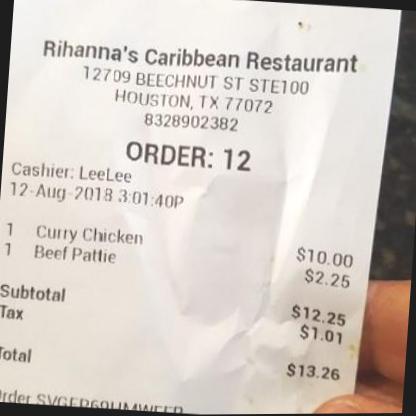 Rihanna's Caribbean Restaurant
12709 BEECHNUT ST STE100
HOUSTON, TX 77072
8328902382
ORDER: 12
Cashier: LeeLee
12-Aug-2018 3:01:40P
1 Curry Chicken $10.00
1 Beef Pattie $2.25
Subtotal $12.25
Tax $1.01
Total $13.26